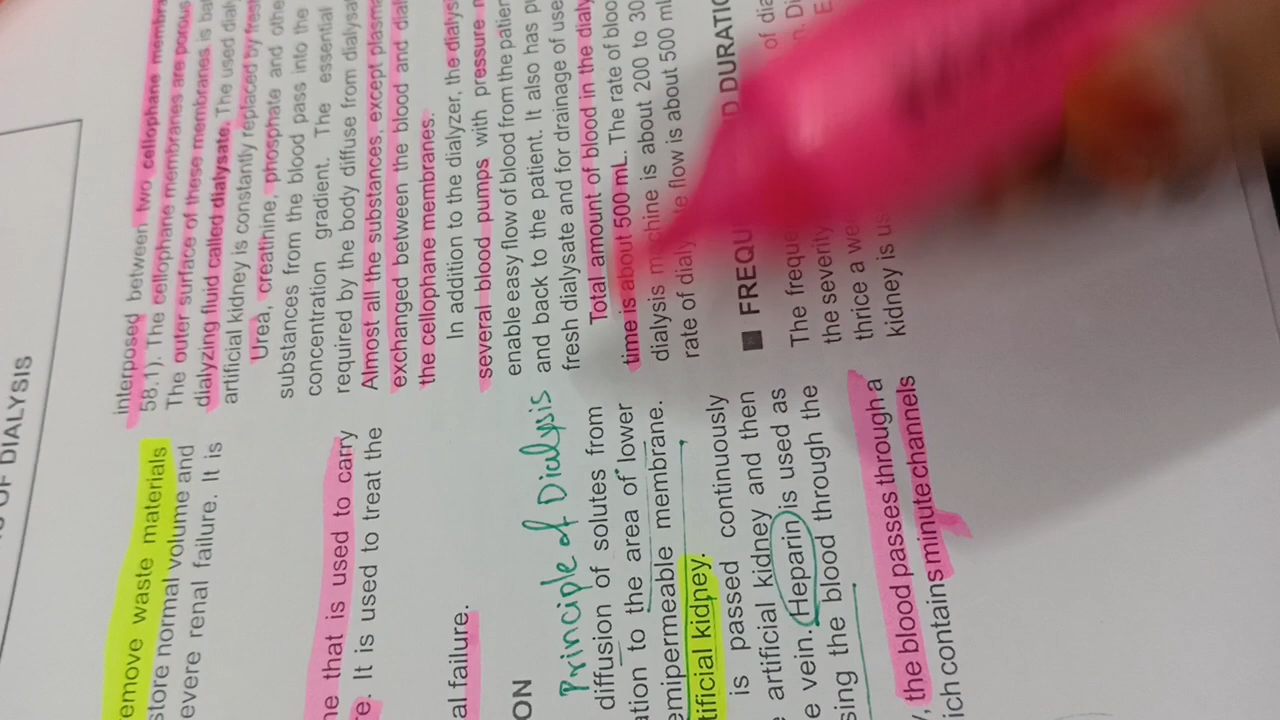 OF DIALYSIS
remove waste materials
store normal volume and
evere renal failure. It is
that is used to carry
. It is used to treat the
al failure.
ON
Principle of Dialysis
diffusion of solutes from
ation to the area of lower
emipermeable membrane.
tificial kidney.
is passed continuously
artificial kidney and then
e vein. Heparin is used as
sing the blood through the
, the blood passes through a
ich contains minute channels
interposed between two cellophane membra
58.1). The cellophane membranes are porous
The outer surface of these membranes is bat
dialyzing fluid called dialysate. The used dialy
artificial kidney is constantly replaced by fresh
Urea, creatinine, phosphate and othe
substances from the blood pass into the
concentration gradient. The essential
required by the body diffuse from dialysat
Almost all the substances, except plasma
exchanged between the blood and dial
the cellophane membranes.
In addition to the dialyzer, the dialys
several blood pumps with pressure
enable easy flow of blood from the patien
and back to the patient. It also has pu
fresh dialysate and for drainage of use
Total amount of blood in the dialy
time is about 500 mL. The rate of bloo
dialysis machine is about 200 to 30
rate of dialy te flow is about 500 ml
■ FREQU D DURATIO
The freque of dia
the severity n. Di
thrice a we
kidney is us